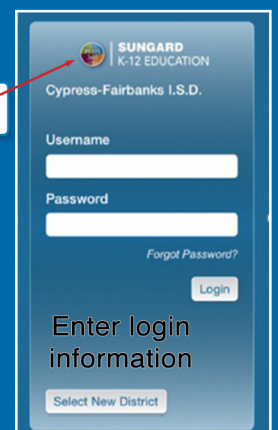 SUNGARD
K-12 EDUCATION
Cypress-Fairbanks I.S.D.
Username
Password
Forgot Password?
Login
Enter login
information
Select New District